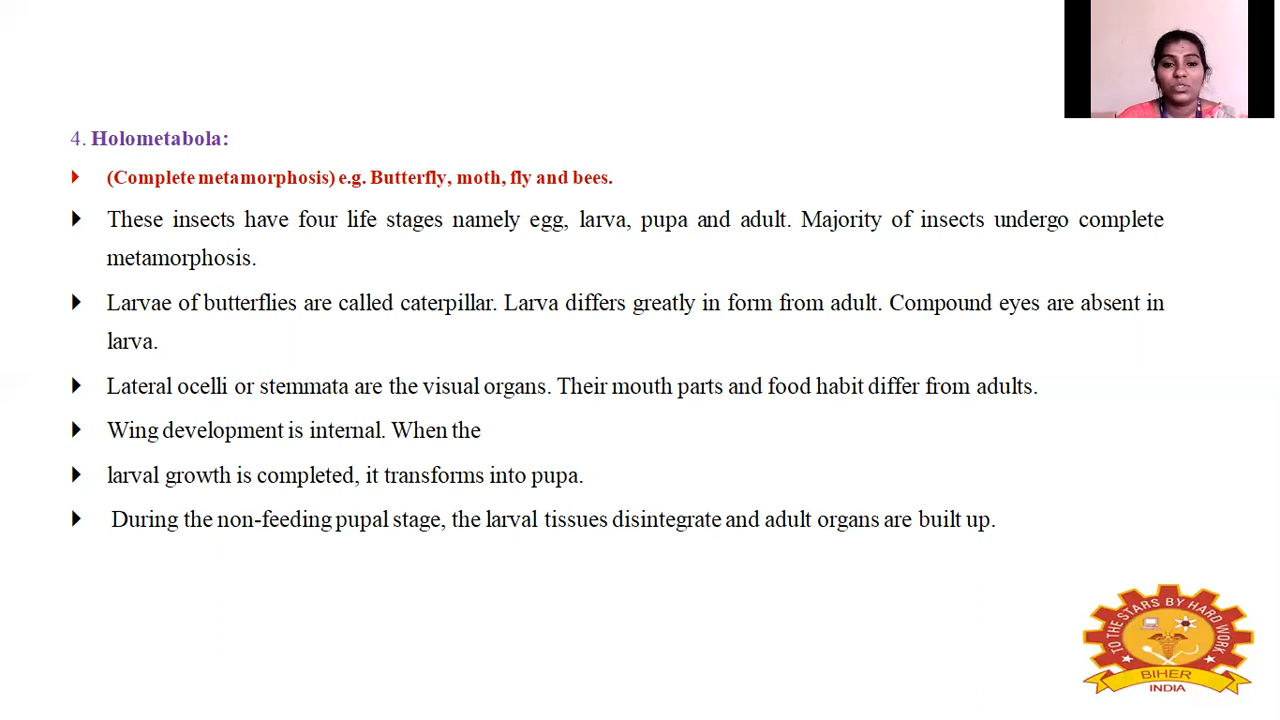 4. Holometabola:
(Complete metamorphosis) e.g. Butterfly, moth, fly and bees.
These insects have four life stages namely egg, larva, pupa and adult. Majority of insects undergo complete
metamorphosis.
Larvae of butterflies are called caterpillar. Larva differs greatly in form from adult. Compound eyes are absent in
larva.
Lateral ocelli or stemmata are the visual organs. Their mouth parts and food habit differ from adults.
Wing development is internal. When the
larval growth is completed, it transforms into pupa.
During the non-feeding pupal stage, the larval tissues disintegrate and adult organs are built up.
TO THE STARS BY HARD WORK
BIHER
INDIA